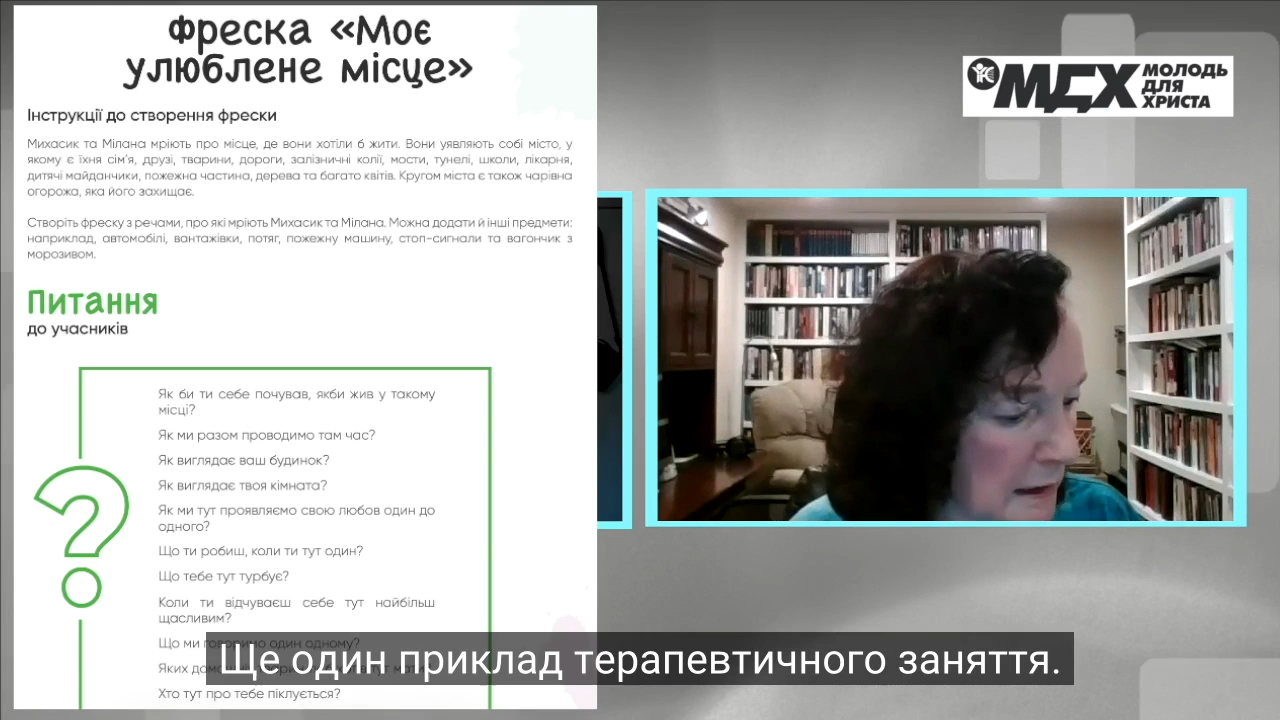 Фреска «Моє
улюблене місце»
Інструкції до створення фрески
Михасик та Мілана мріють про місце, де вони хотіли б жити. Вони уявляють собі місто, у
якому є їхня сім’я, друзі, тварини, дороги, залізничні колії, мости, тунелі, школи, лікарня,
дитячі майданчики, пожежна частина, дерева та багато квітів. Кругом міста є також чарівна
огорожа, яка його захищає.
Створіть фреску з речами, про які мріють Михасик та Мілана. Можна додати й інші предмети:
наприклад, автомобілі, вантажівки, потяг, пожежну машину, стоп-сигнали та вагончик з
морозивом.
Питання
до учасників
Як би ти себе почував, якби жив у такому
місці?
Як ми разом проводимо там час?
Як виглядає ваш будинок?
Як виглядає твоя кімната?
Як ми тут проявляємо свою любов один до
одного?
Що ти робиш, коли ти тут один?
Що тебе тут турбує?
Коли ти відчуваєш себе тут найбільш
щасливим?
Що ми говоримо один одному?
Яких
Хто тут про тебе піклується?
МДХ МОЛОДЬ
ДЛЯ
ХРИСТА
Ще один приклад терапевтичного заняття.